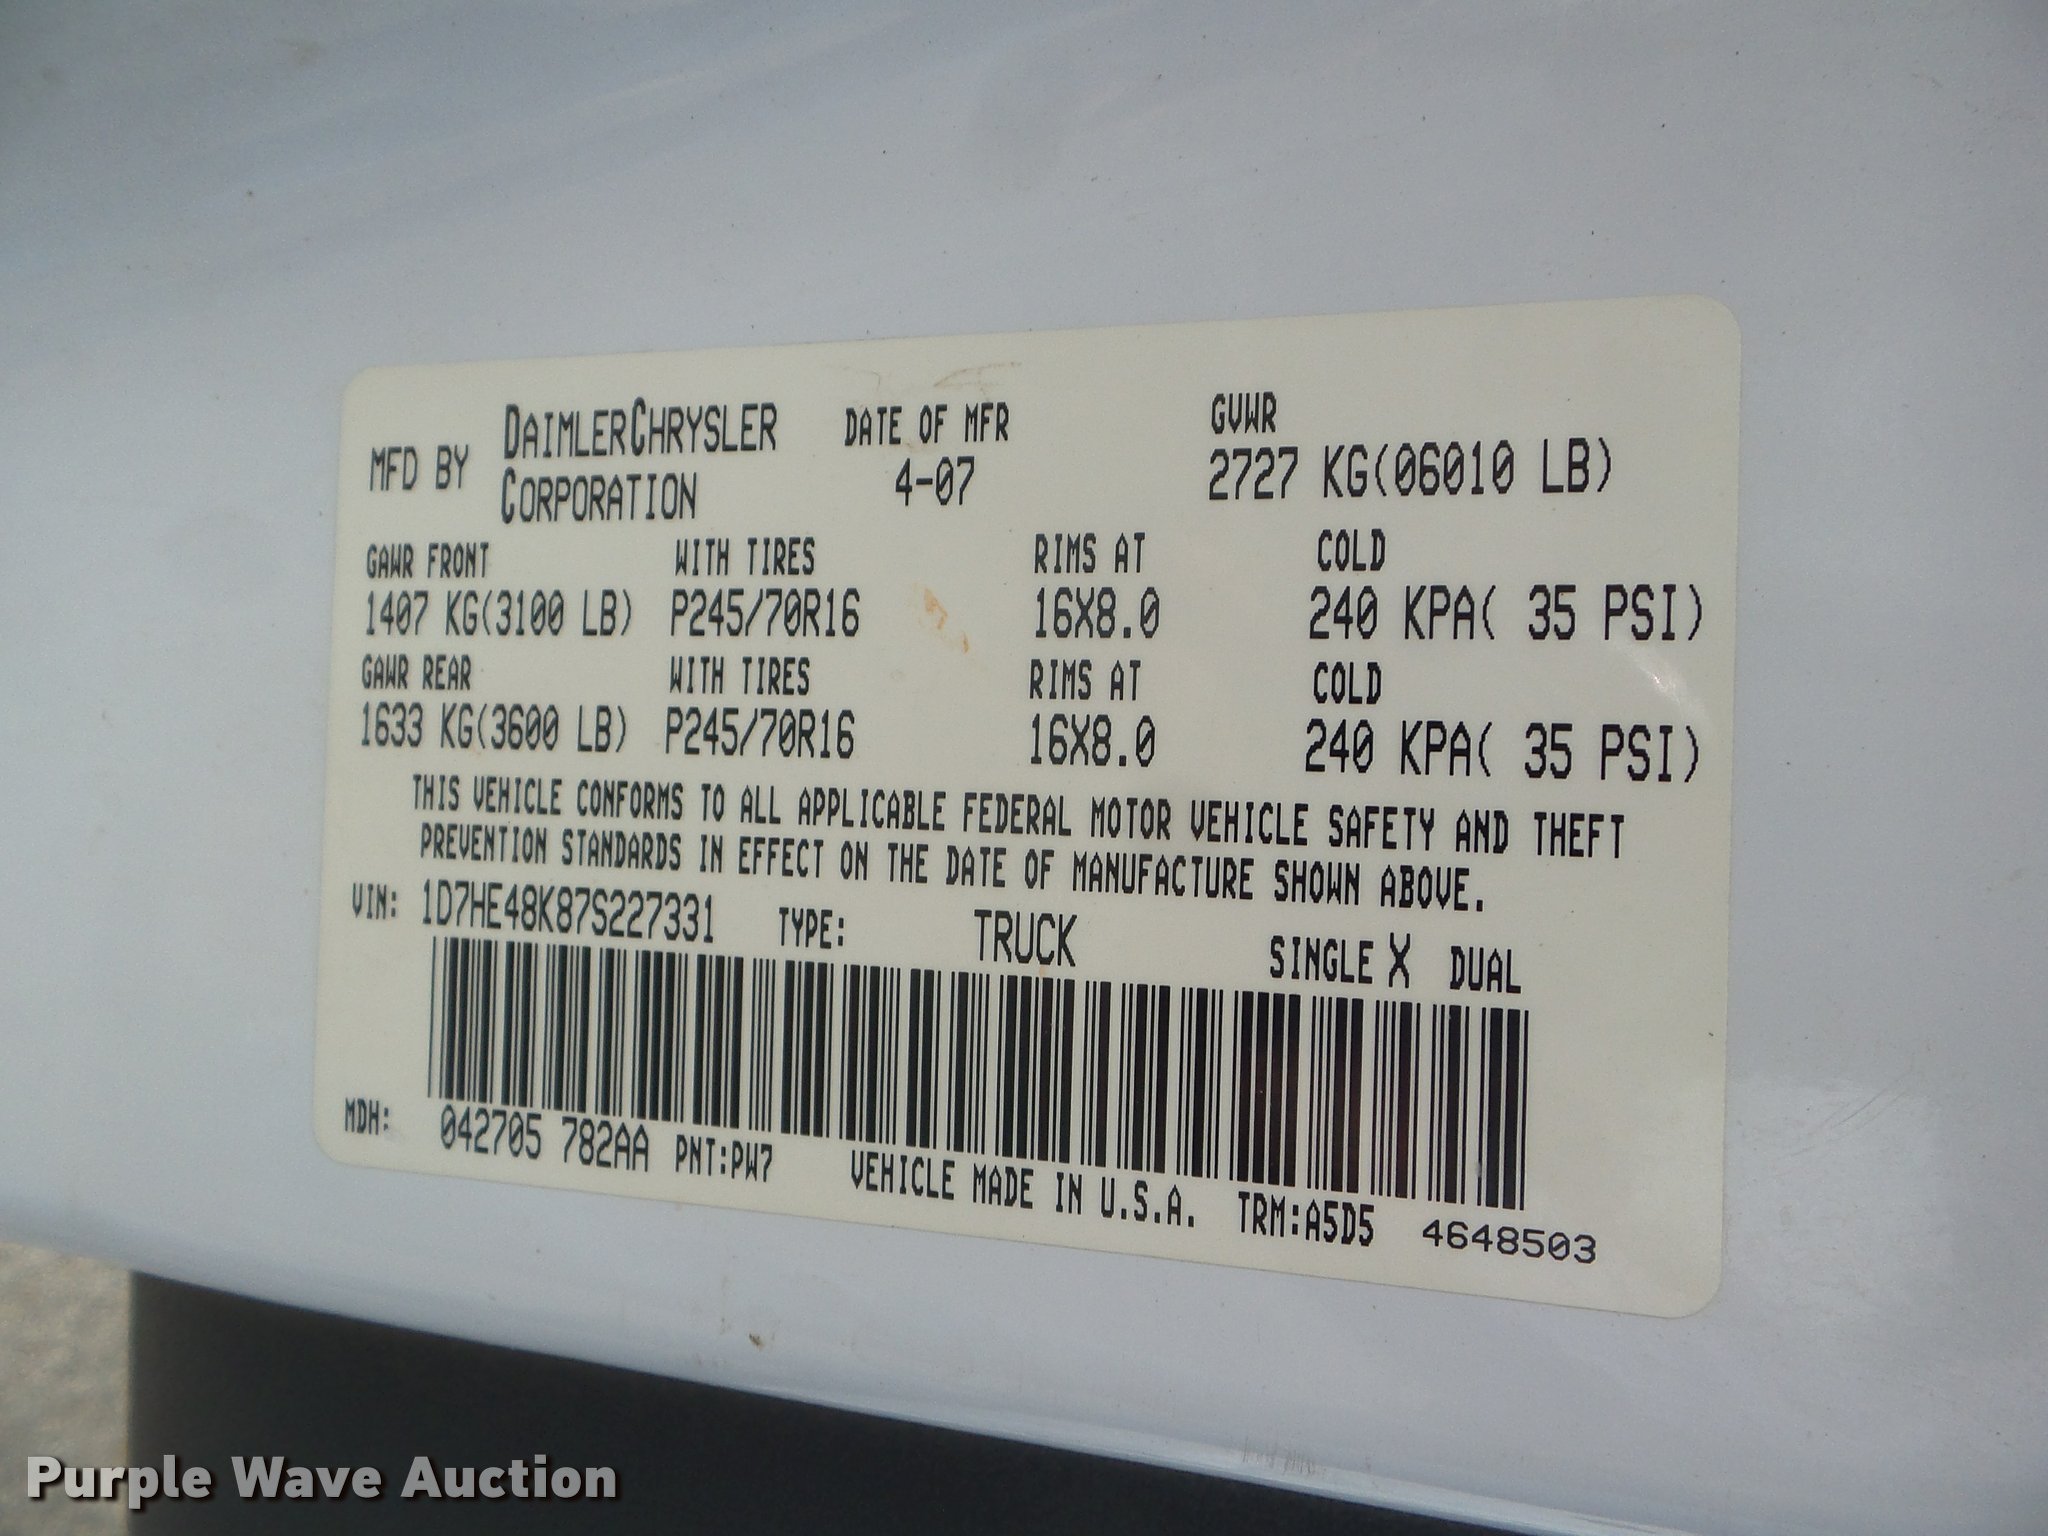 MFD BY DAIMLERCHRYSLER CORPORATION DATE OF MFR 4-07 GVWR 2727 KG(06010 LB)
GAWR FRONT WITH TIRES RIMS AT COLD
1407 KG(3100 LB) P245/70R16 16X8.0 240 KPA( 35 PSI)
GAWR REAR WITH TIRES RIMS AT COLD
1633 KG(3600 LB) P245/70R16 16X8.0 240 KPA( 35 PSI)
THIS VEHICLE CONFORMS TO ALL APPLICABLE FEDERAL MOTOR VEHICLE SAFETY AND THEFT
PREVENTION STANDARDS IN EFFECT ON THE DATE OF MANUFACTURE SHOWN ABOVE.
VIN: 1D7HE48K87S227331 TYPE: TRUCK SINGLE X DUAL
MDH: 042705 782AA PNT:PW7 VEHICLE MADE IN U.S.A. TRM:A5D5 4648503
Purple Wave Auction